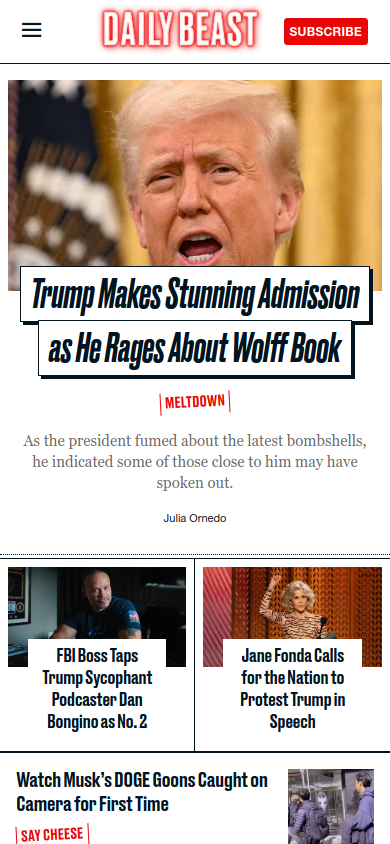 DAILY BEAST
SUBSCRIBE
Trump Makes Stunning Admission
as He Rages About Wolff Book
MELTDOWN
As the president fumed about the latest bombshells,
he indicated some of those close to him may have
spoken out.
Julia Ornedo
FBI Boss Taps
Trump Sycophant
Podcaster Dan
Bongino as No. 2
Jane Fonda Calls
for the Nation to
Protest Trump in
Speech
Watch Musk’s DOGE Goons Caught on
Camera for First Time
SAY CHEESE